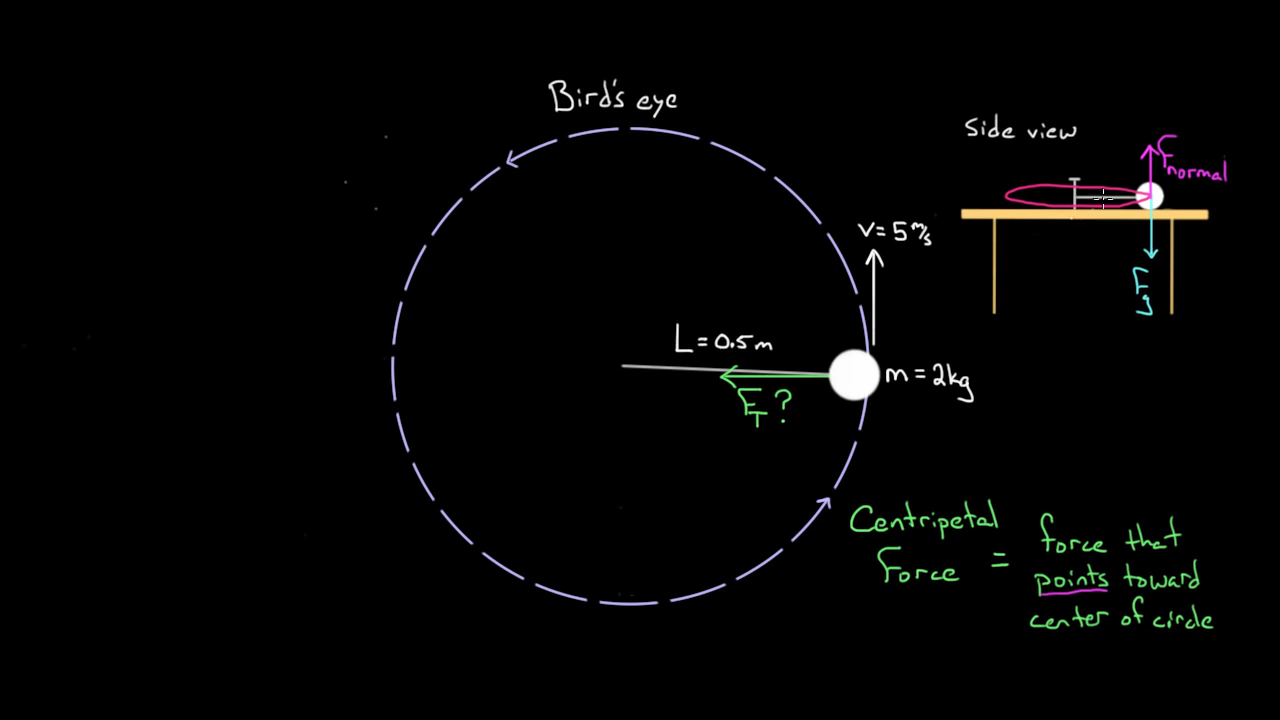 Bird's eye
Side view
Fnormal
v = 5 m/s
Fg
L = 0.5m
m = 2kg
FT ?
Centripetal Force = force that points toward center of circle